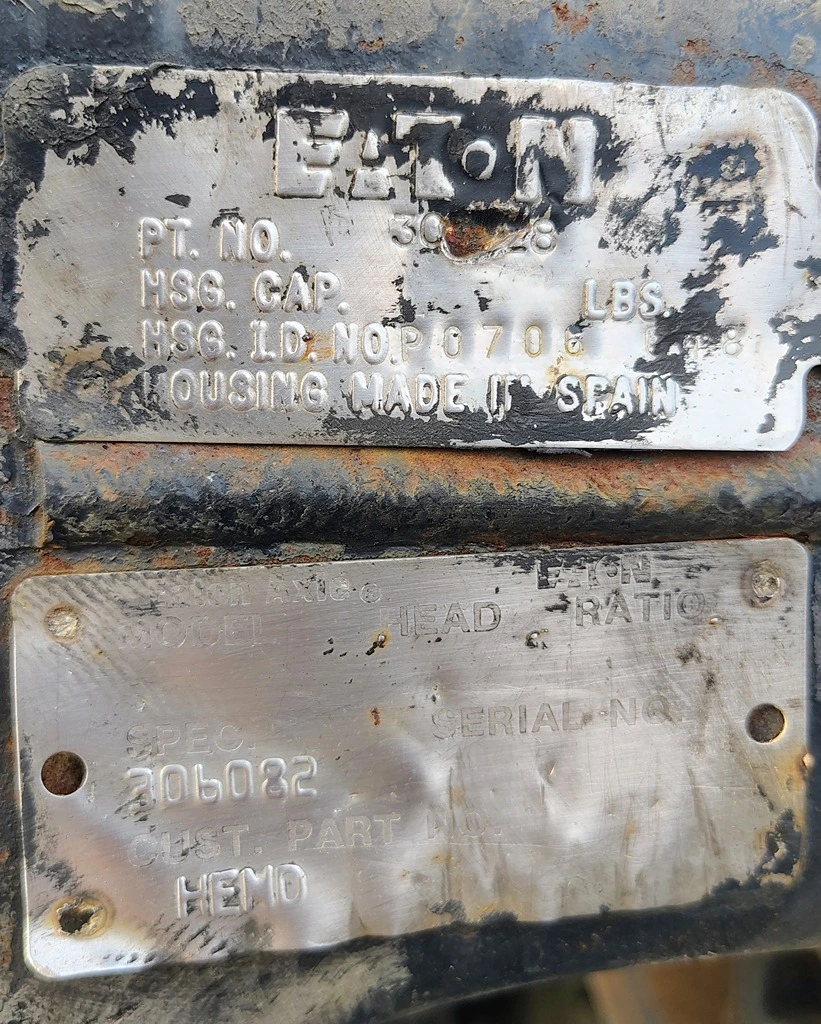 EATON
PT. NO.
HSG. CAP. LBS.
HSG. I.D. NO.
HOUSING MADE IN SPAIN
EATON
MODEL HEAD RATIO
SPEC. SERIAL NO.
306082
CUST. PART NO.
HEMD